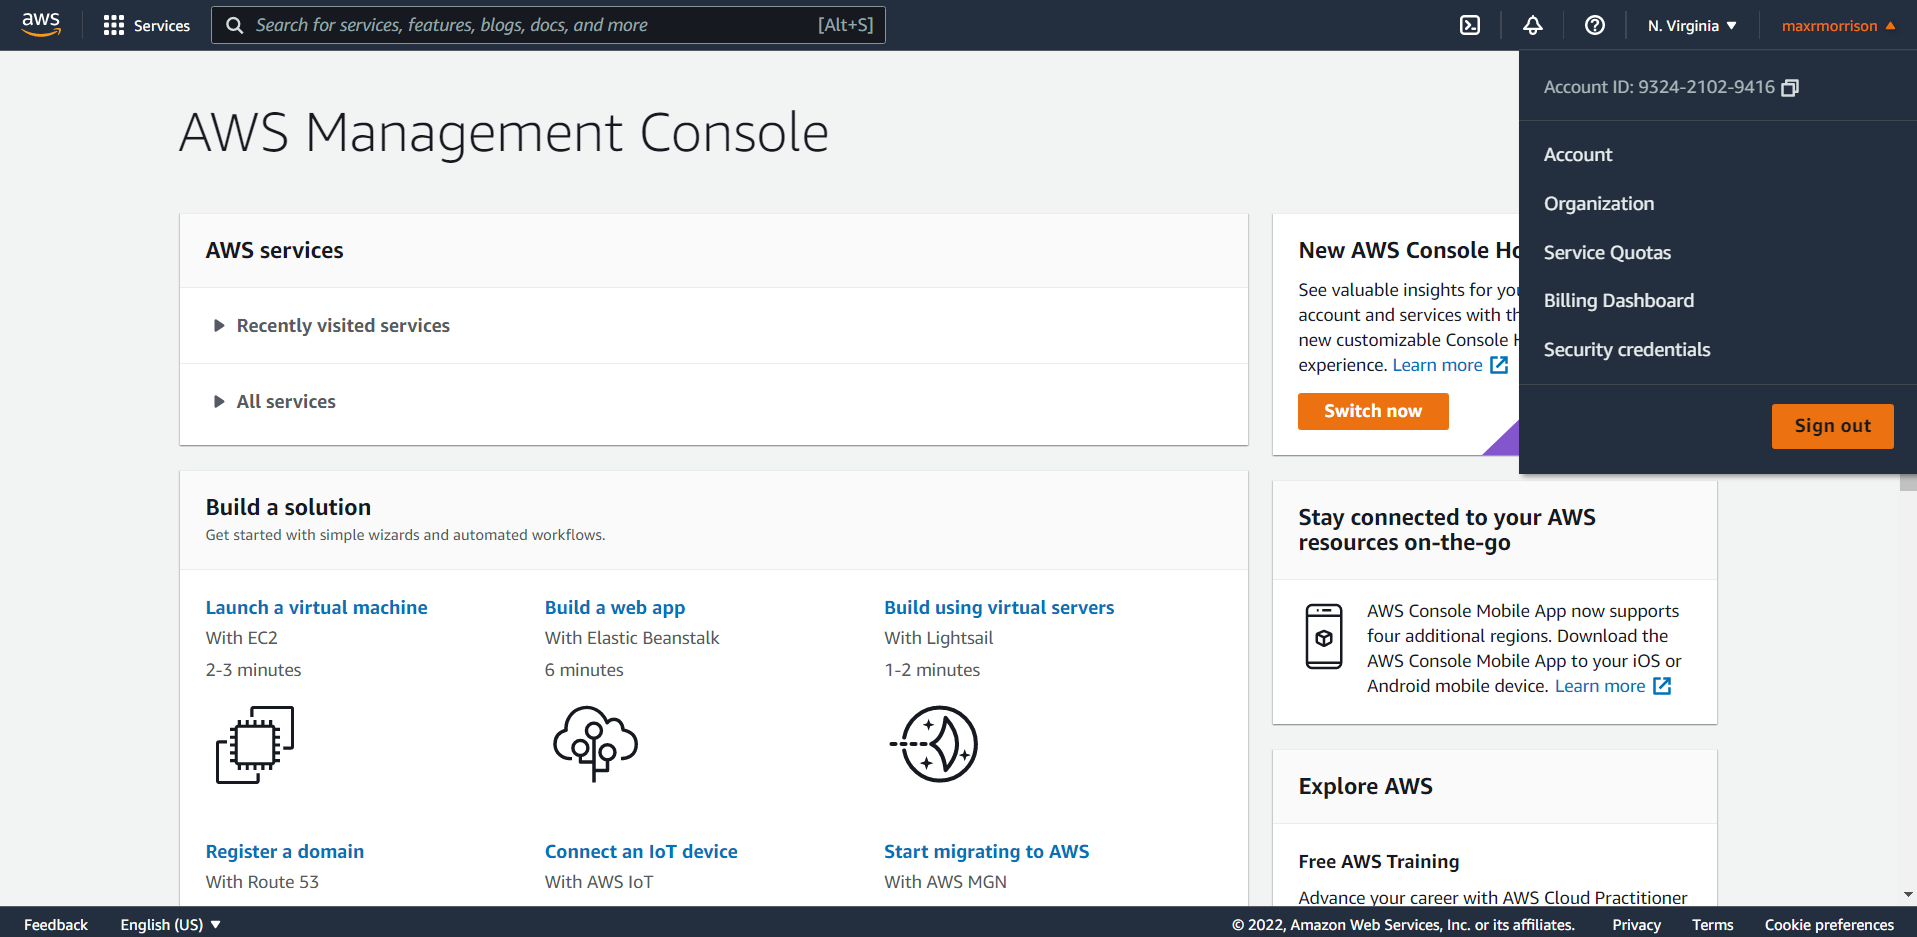 aws
Services
Search for services, features, blogs, docs, and more [Alt+S]
N. Virginia
maxrmorrison
Account ID: 9324-2102-9416
Account
Organization
Service Quotas
Billing Dashboard
Security credentials
Sign out
AWS Management Console
AWS services
Recently visited services
All services
New AWS Console Ho
See valuable insights for you
account and services with th
new customizable Console H
experience. Learn more
Switch now
Build a solution
Get started with simple wizards and automated workflows.
Launch a virtual machine
With EC2
2-3 minutes
Build a web app
With Elastic Beanstalk
6 minutes
Build using virtual servers
With Lightsail
1-2 minutes
Register a domain
With Route 53
Connect an IoT device
With AWS IoT
Start migrating to AWS
With AWS MGN
Stay connected to your AWS
resources on-the-go
AWS Console Mobile App now supports
four additional regions. Download the
AWS Console Mobile App to your iOS or
Android mobile device. Learn more
Explore AWS
Free AWS Training
Advance your career with AWS Cloud Practitioner
Feedback
English (US)
© 2022, Amazon Web Services, Inc. or its affiliates.
Privacy
Terms
Cookie preferences